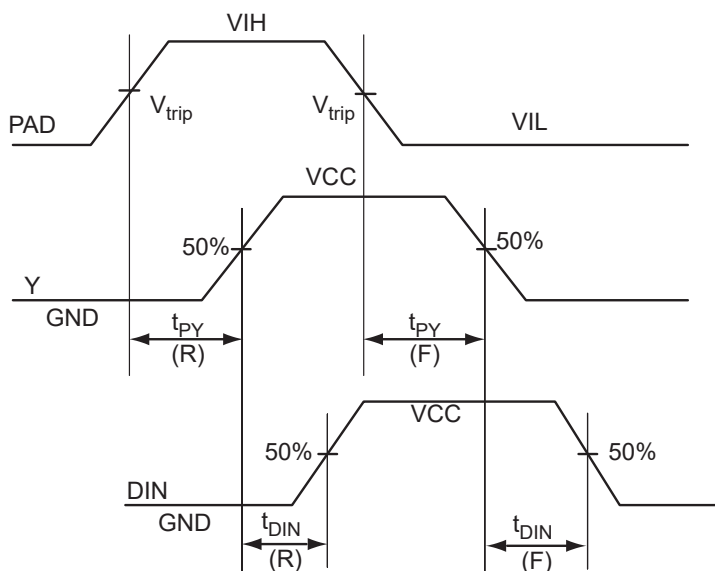 VIH
V_trip
V_trip
PAD
VIL
VCC
50%
50%
Y
GND
t_PY
(R)
t_PY
(F)
VCC
50%
50%
DIN
GND
t_DIN
(R)
t_DIN
(F)